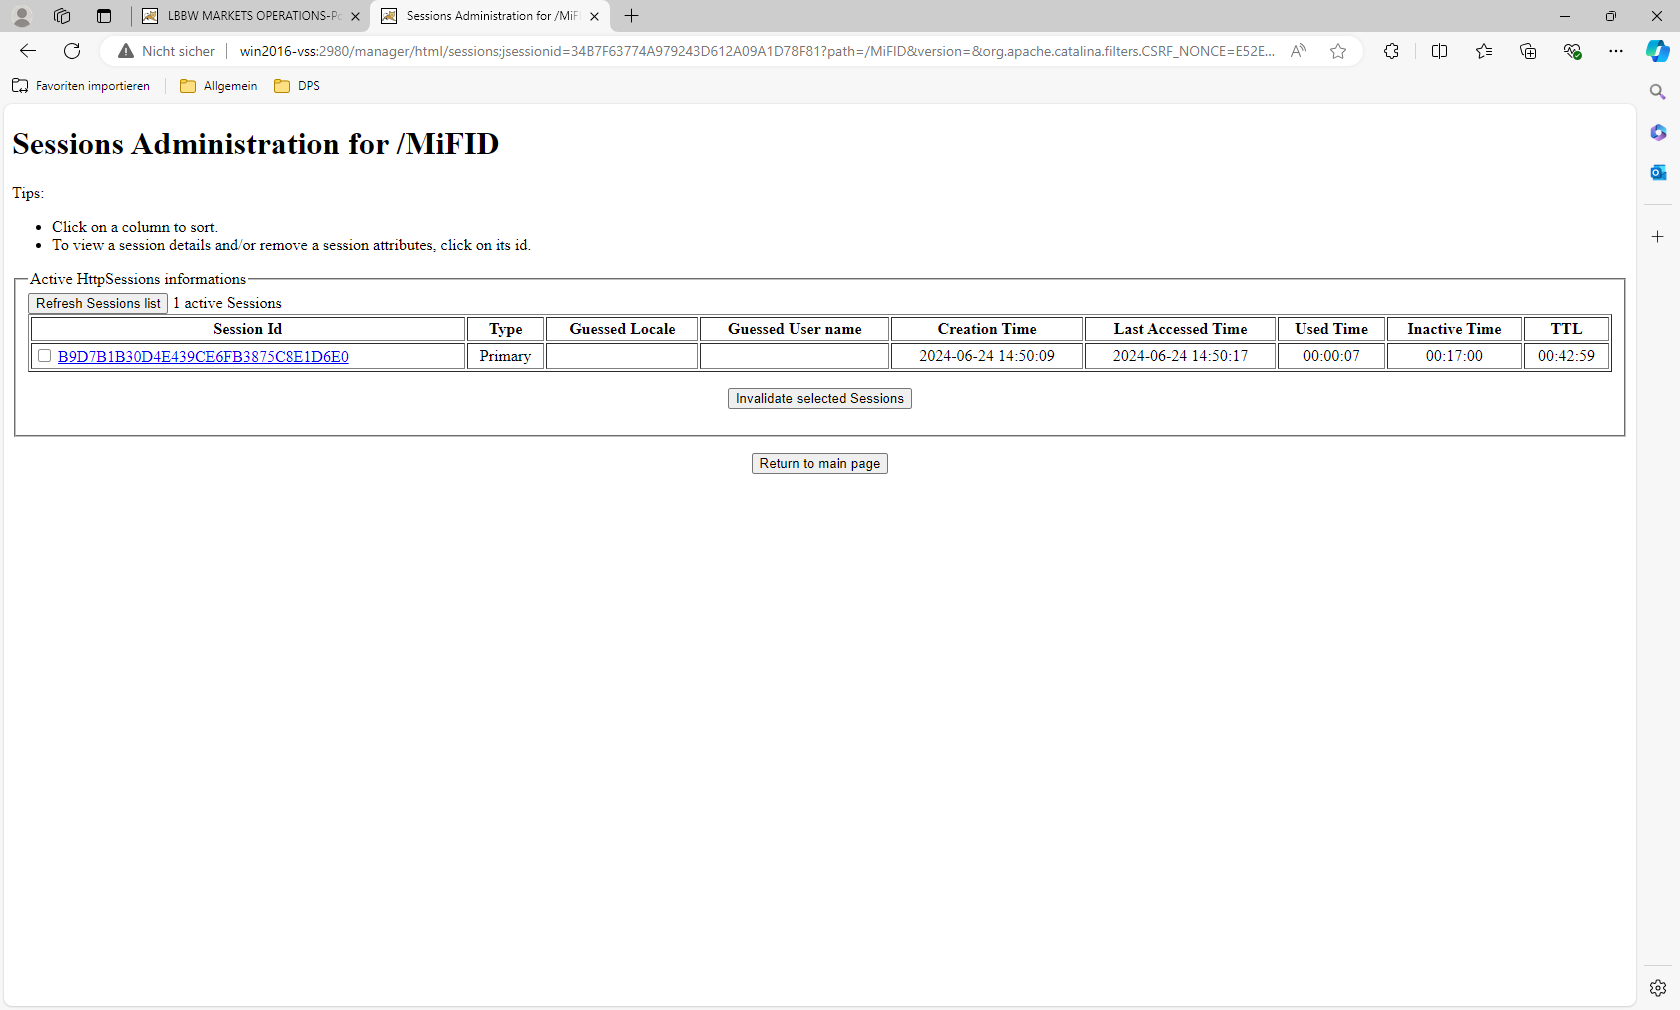 LBBW MARKETS OPERATIONS-Po
Sessions Administration for /MiFI
Nicht sicher
win2016-vss:2980/manager/html/sessions;jsessionid=34B7F63774A979243D612A09A1D78F81?path=/MiFID&version=&org.apache.catalina.filters.CSRF_NONCE=E52E...
Favoriten importieren
Allgemein
DPS
Sessions Administration for /MiFID
Tips:
• Click on a column to sort.
• To view a session details and/or remove a session attributes, click on its id.
Active HttpSessions informations
Refresh Sessions list 1 active Sessions
Session Id Type Guessed Locale Guessed User name Creation Time Last Accessed Time Used Time Inactive Time TTL
B9D7B1B30D4E439CE6FB3875C8E1D6E0 Primary 2024-06-24 14:50:09 2024-06-24 14:50:17 00:00:07 00:17:00 00:42:59
Invalidate selected Sessions
Return to main page